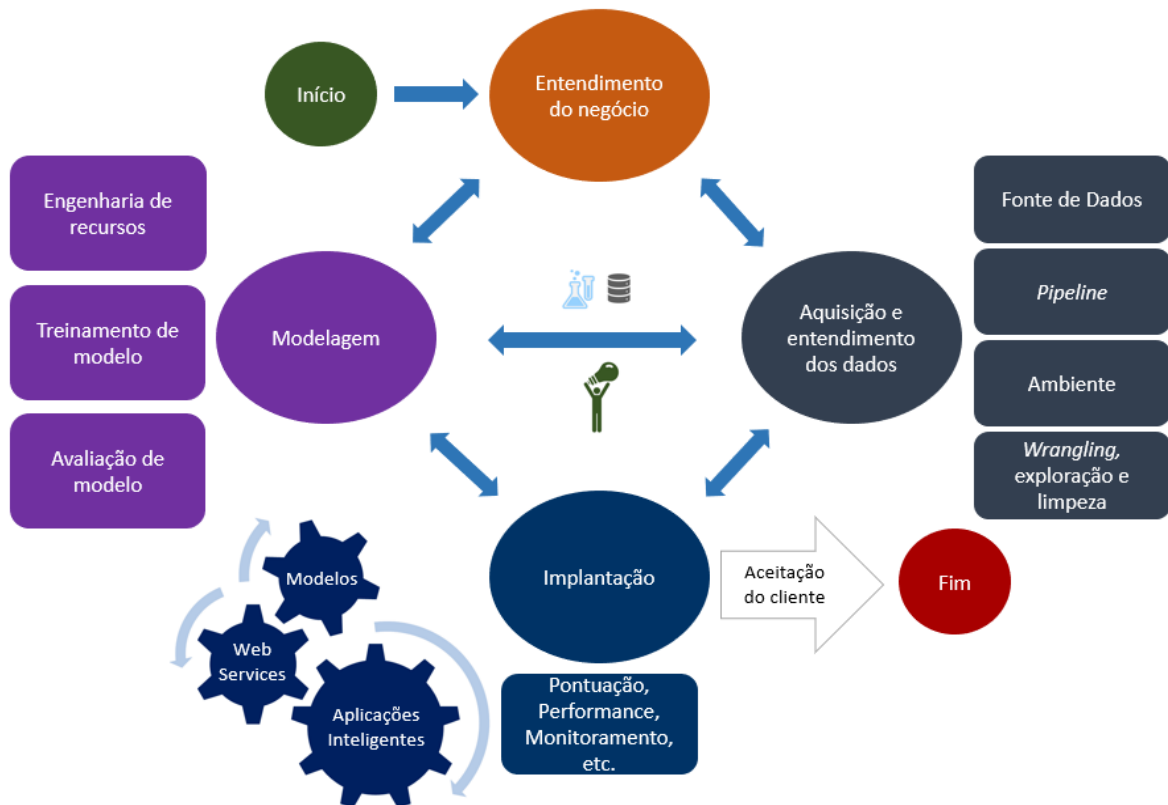 Início
Entendimento
do negócio
Engenharia de
recursos
Treinamento de
modelo
Avaliação de
modelo
Modelagem
Aquisição e
entendimento
dos dados
Fonte de Dados
Pipeline
Ambiente
Wrangling,
exploração e
limpeza
Implantação
Aceitação
do cliente
Fim
Modelos
Web
Services
Aplicações
Inteligentes
Pontuação,
Performance,
Monitoramento,
etc.